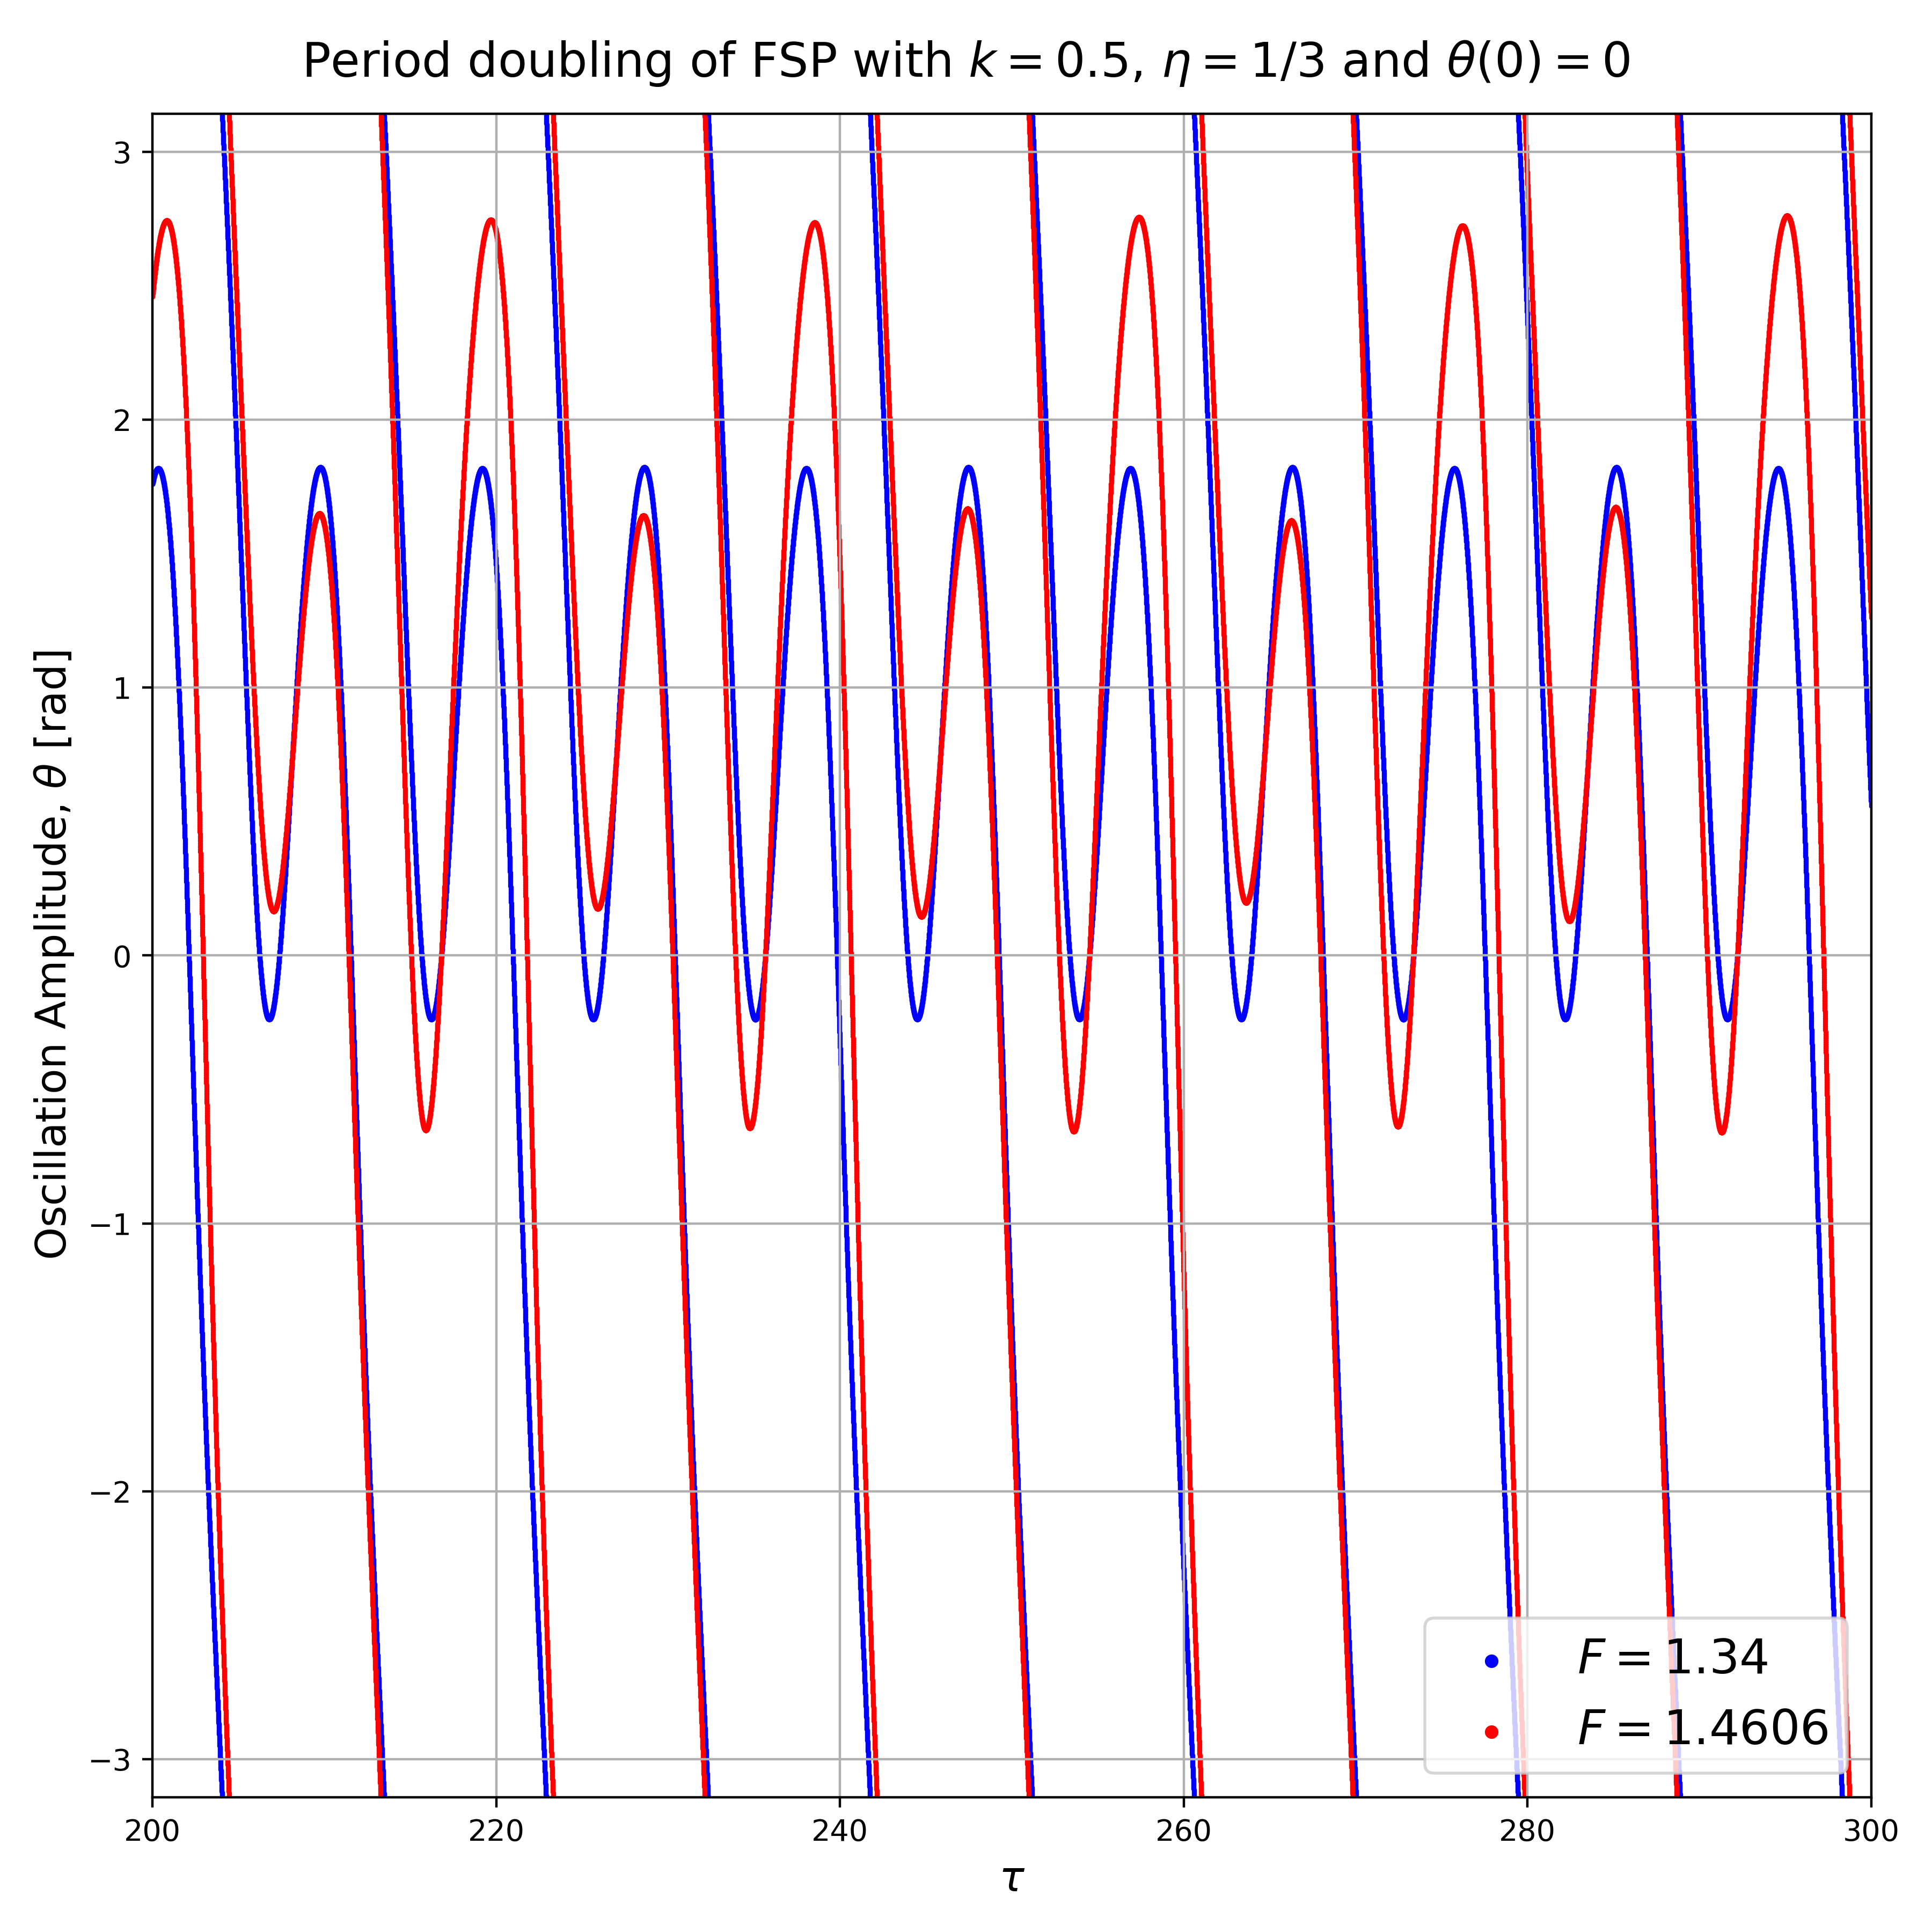 Period doubling of FSP with k = 0.5, η = 1/3 and θ(0) = 0
Oscillation Amplitude, θ [rad]
3
2
1
0
−1
−2
−3
F = 1.34
F = 1.4606
200 220 240 260 280 300
τ